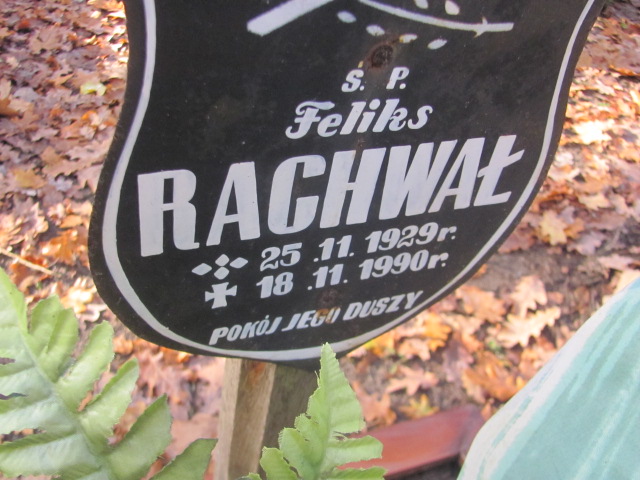 S. P.
Feliks
RACHWAŁ
25 .11. 1929r.
18 .11. 1990r.
POKÓJ JEGO DUSZY